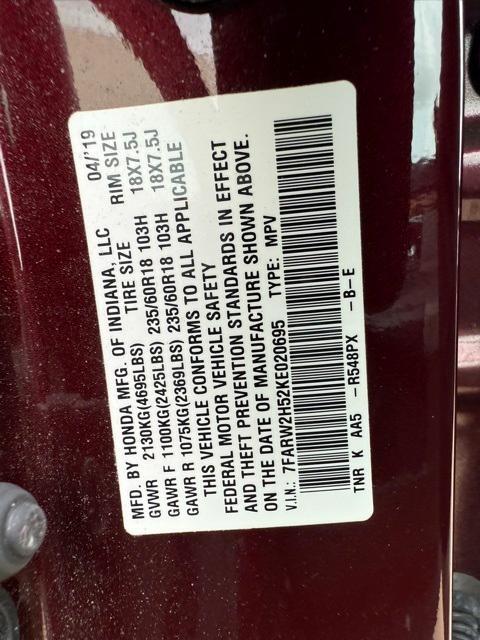 MFD. BY HONDA MFG. OF INDIANA, LLC 04/'19
GVWR 2130KG(4695LBS) TIRE SIZE RIM SIZE
GAWR F 1100KG(2425LBS) 235/60R18 103H 18X7.5J
GAWR R 1075KG(2369LBS) 235/60R18 103H 18X7.5J
THIS VEHICLE CONFORMS TO ALL APPLICABLE
FEDERAL MOTOR VEHICLE SAFETY
AND THEFT PREVENTION STANDARDS IN EFFECT
ON THE DATE OF MANUFACTURE SHOWN ABOVE.
V.I.N.: 7FARW2H52KE020695 TYPE: MPV
TNR K AA5 -R548PX -B-E